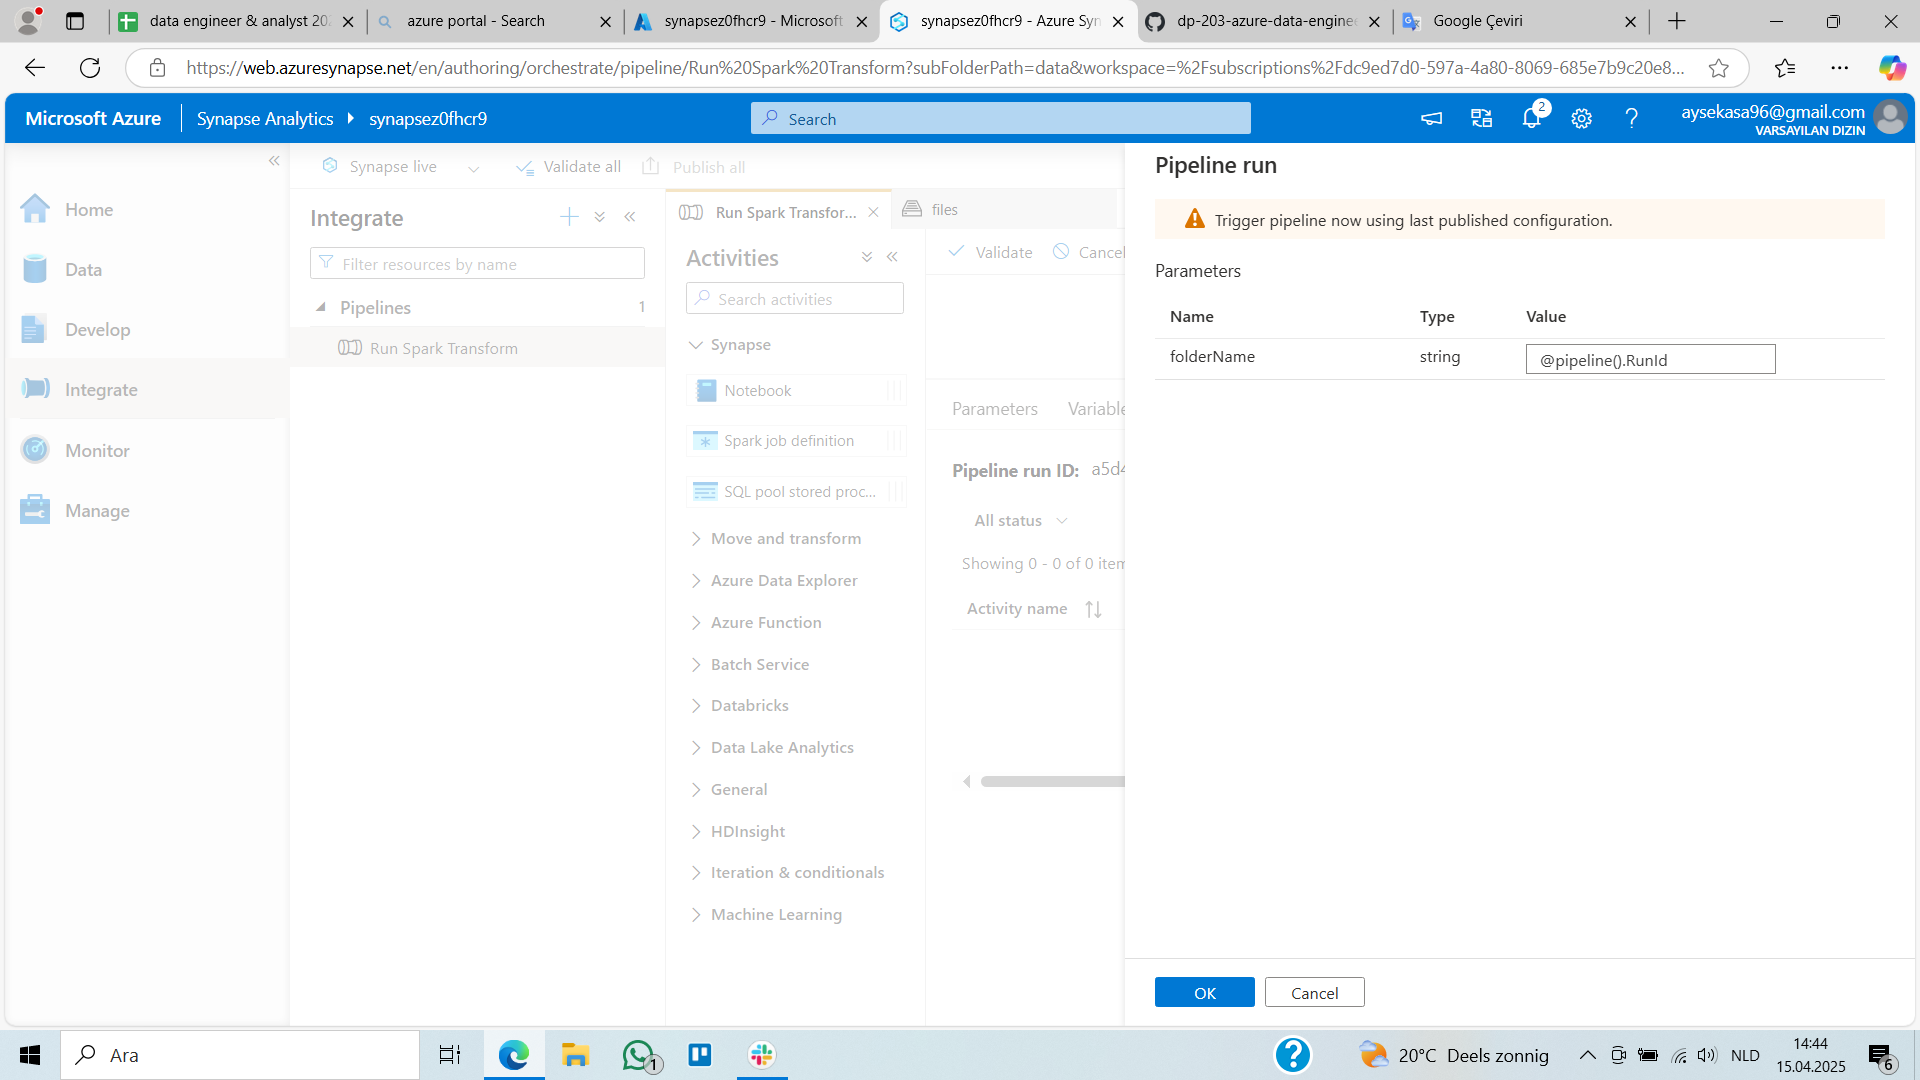 data engineer & analyst 202
azure portal - Search
synapsez0fhcr9 - Microsoft
synapsez0fhcr9 - Azure Syn
dp-203-azure-data-engine
Google Çeviri
https://web.azuresynapse.net/en/authoring/orchestrate/pipeline/Run%20Spark%20Transform?subFolderPath=data&workspace=%2Fsubscriptions%2Fdc9ed7d0-597a-4a80-8069-685e7b9c20e8...
Microsoft Azure
Synapse Analytics
synapsez0fhcr9
Search
2
aysekasa96@gmail.com
VARSAYILAN DIZIN
Home
Data
Develop
Integrate
Monitor
Manage
Synapse live
Validate all
Publish all
Integrate
Filter resources by name
Pipelines 1
Run Spark Transform
Run Spark Transfor...
files
Activities
Search activities
Synapse
Notebook
Spark job definition
SQL pool stored proc...
Move and transform
Azure Data Explorer
Azure Function
Batch Service
Databricks
Data Lake Analytics
General
HDInsight
Iteration & conditionals
Machine Learning
Validate
Cancel
Parameters
Variable
Pipeline run ID: a5d4
All status
Showing 0 - 0 of 0 item
Activity name
Pipeline run
Trigger pipeline now using last published configuration.
Parameters
Name Type Value
folderName string @pipeline().RunId
OK
Cancel
Ara
1
20°C Deels zonnig
NLD
14:44
15.04.2025
6